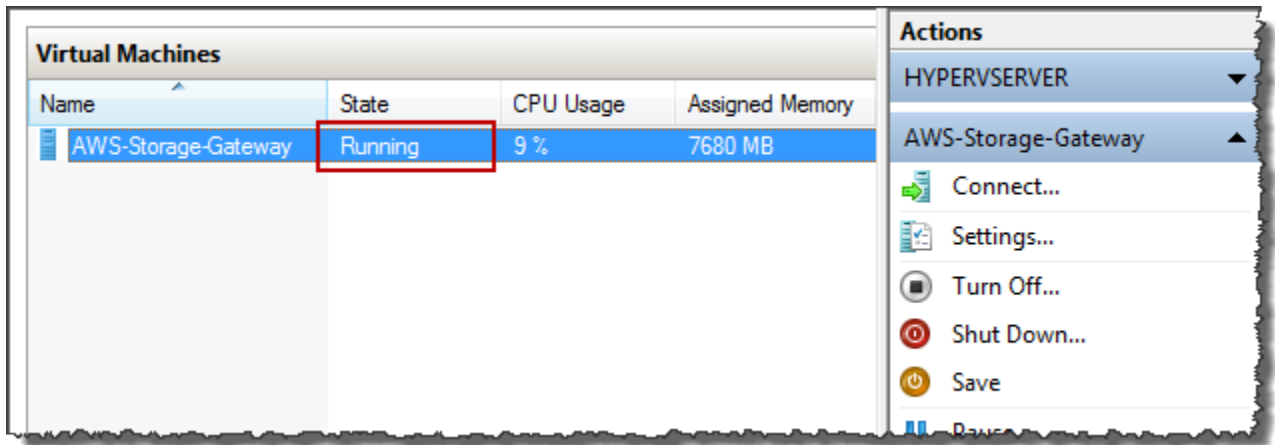 Virtual Machines
Name State CPU Usage Assigned Memory
AWS-Storage-Gateway Running 9 % 7680 MB
Actions
HYPERVSERVER
AWS-Storage-Gateway
Connect...
Settings...
Turn Off...
Shut Down...
Save